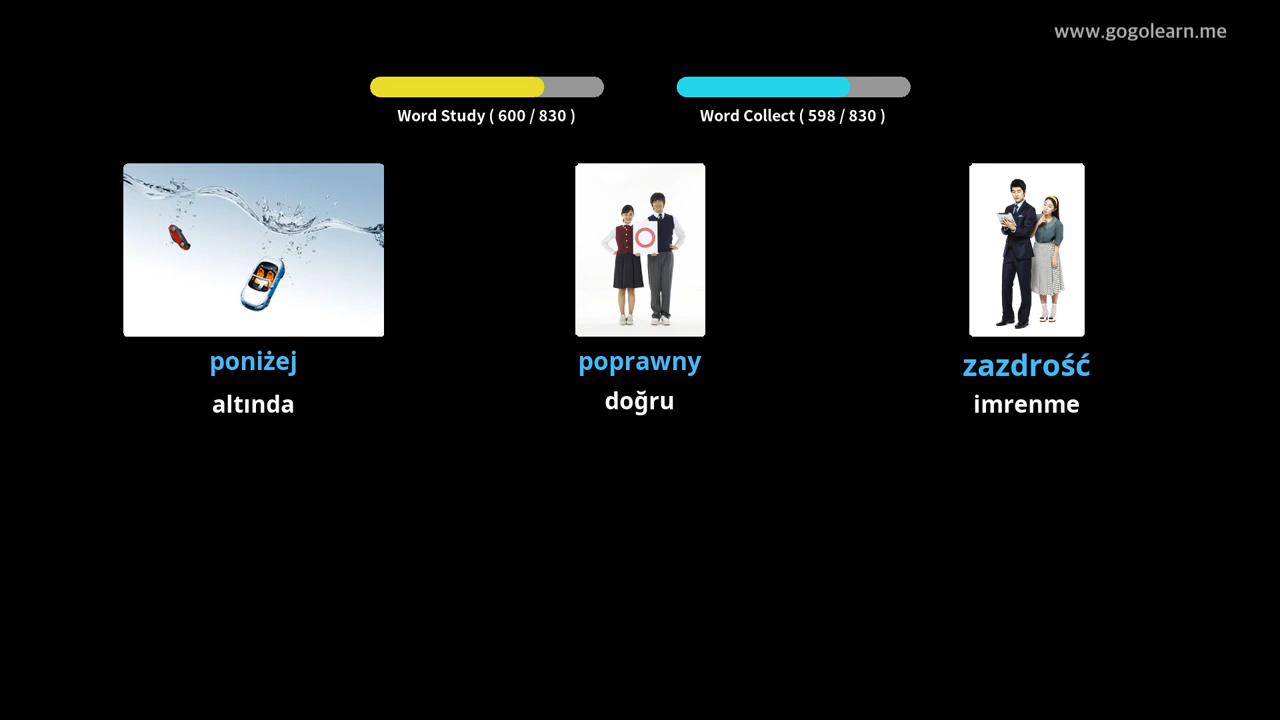 www.gogolearn.me
Word Study ( 600 / 830 )
Word Collect ( 598 / 830 )
poniżej
altında
poprawny
doğru
zazdrość
imrenme